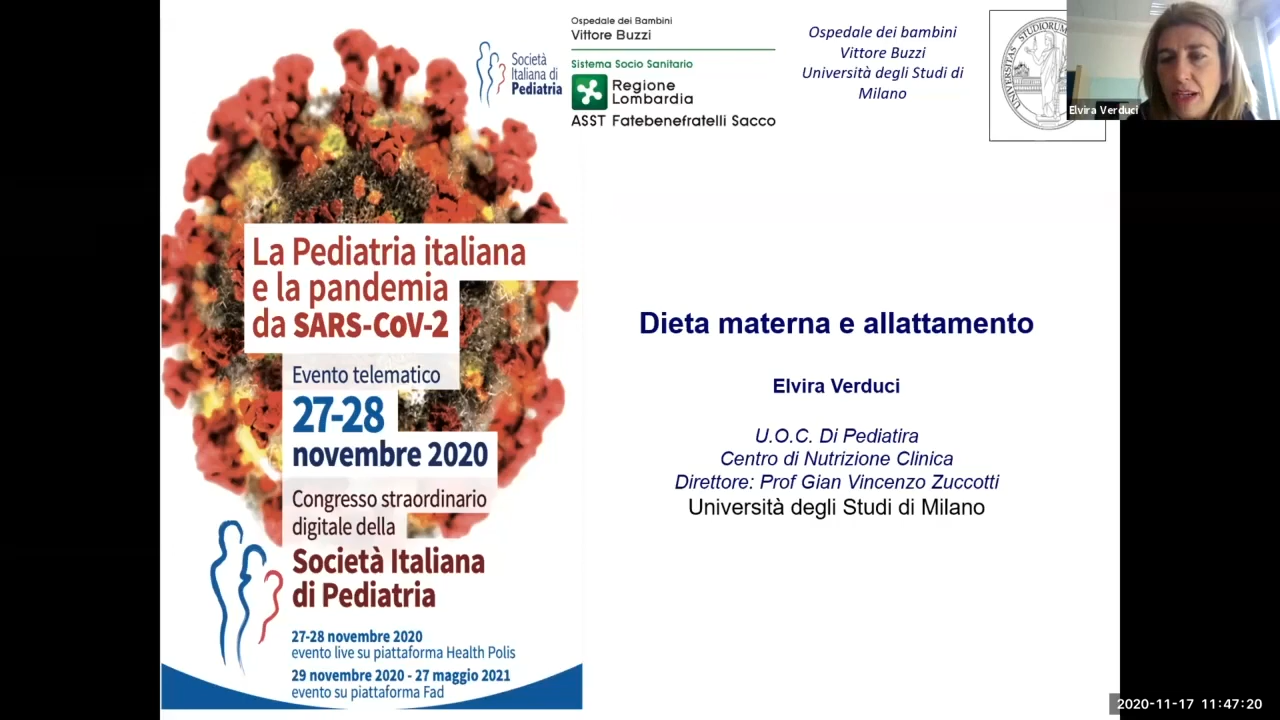 Società
Italiana di
Pediatria
Ospedale dei Bambini
Vittore Buzzi
Sistema Socio Sanitario
Regione
Lombardia
ASST Fatebenefratelli Sacco
Ospedale dei bambini
Vittore Buzzi
Università degli Studi di
Milano
Elvira Verduci
La Pediatria italiana
e la pandemia
da SARS-CoV-2
Evento telematico
27-28
novembre 2020
Congresso straordinario
digitale della
Società Italiana
di Pediatria
27-28 novembre 2020
evento live su piattaforma Health Polis
29 novembre 2020 - 27 maggio 2021
evento su piattaforma Fad
Dieta materna e allattamento
Elvira Verduci
U.O.C. Di Pediatira
Centro di Nutrizione Clinica
Direttore: Prof Gian Vincenzo Zuccotti
Università degli Studi di Milano
2020-11-17 11:47:20